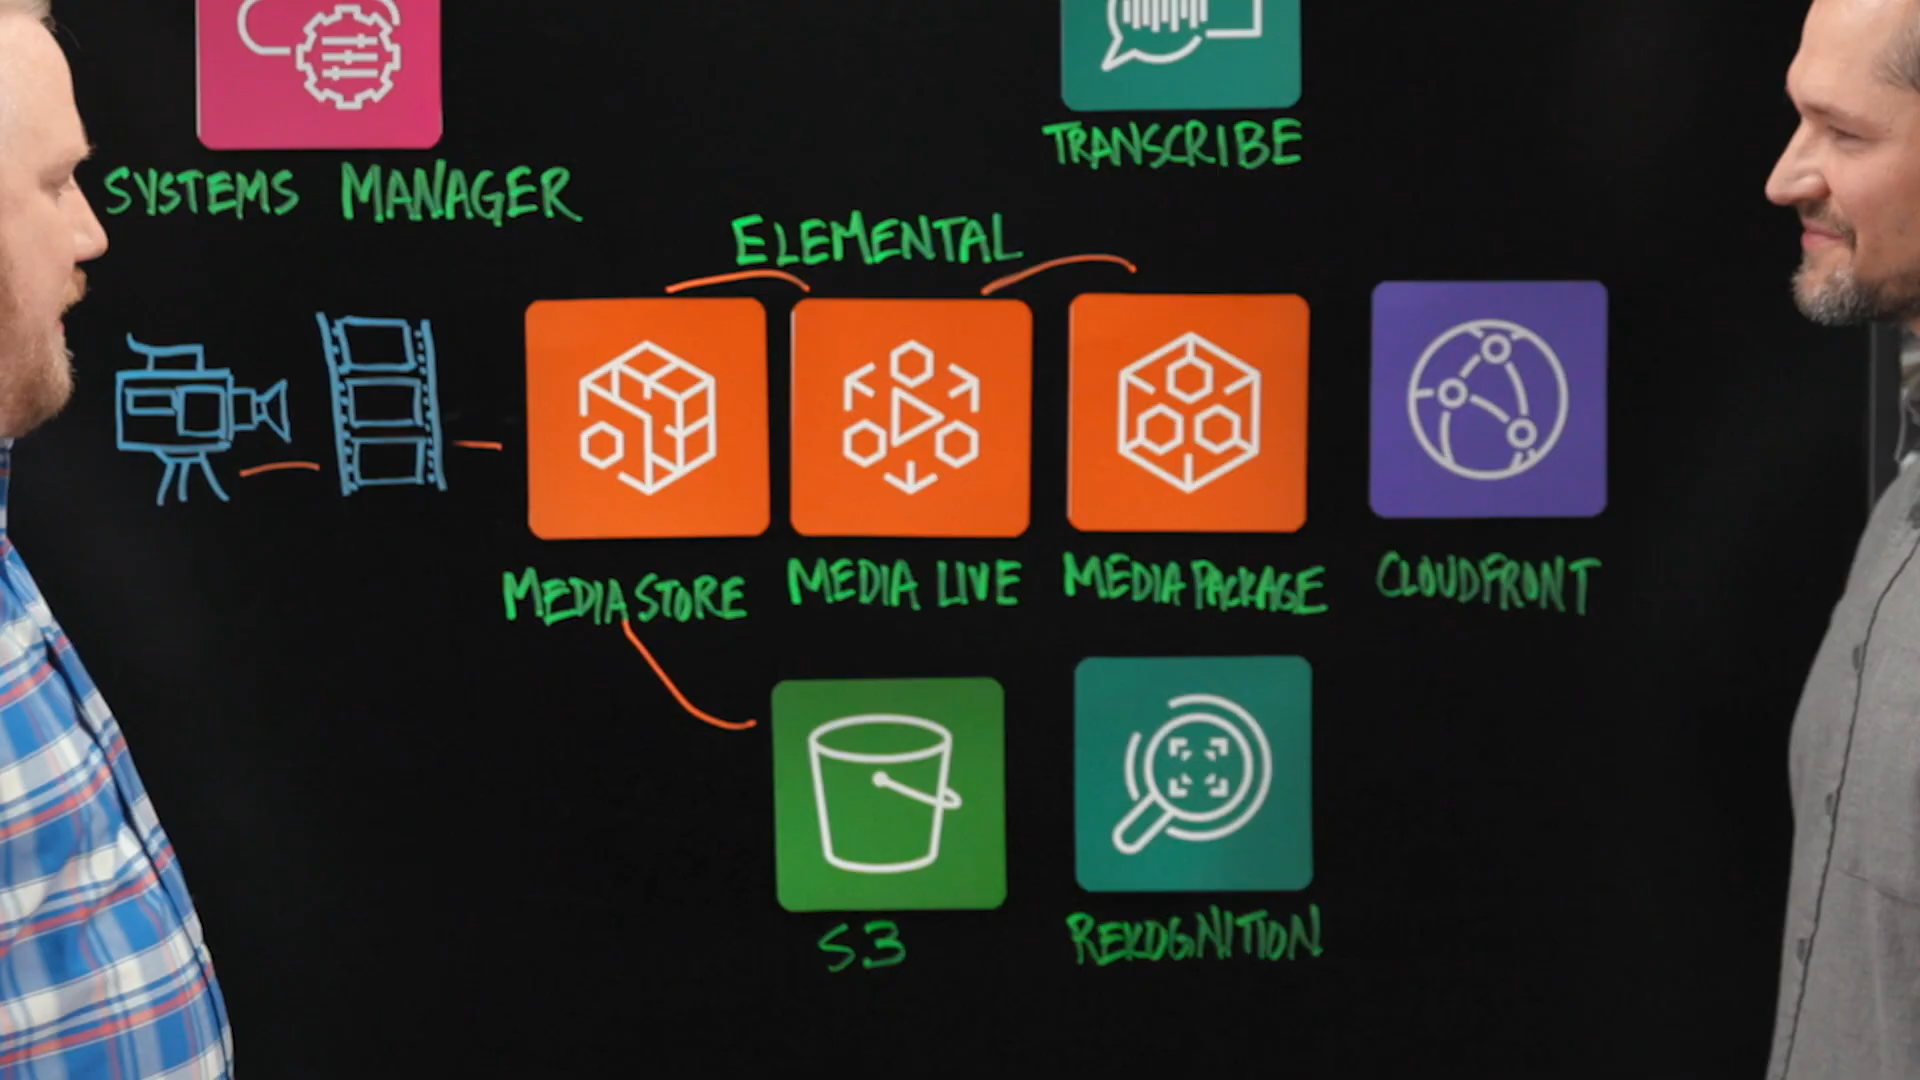 TRANSCRIBE
SYSTEMS MANAGER
ELEMENTAL
MEDIA STORE
MEDIA LIVE
MEDIA PACKAGE
CLOUDFRONT
S3
REKOGNITION